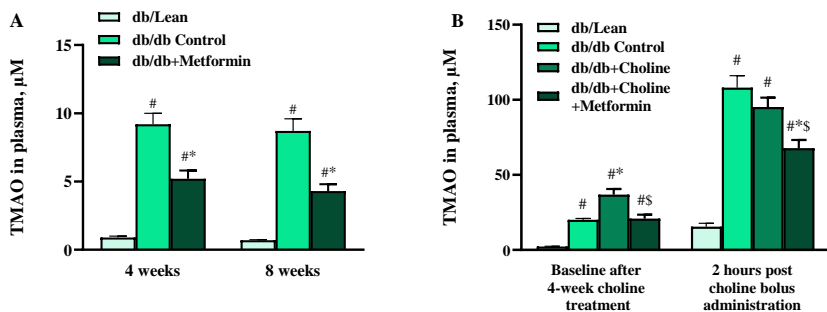 A
db/Lean
db/db Control
db/db+Metformin
TMAO in plasma, μM
15
10
5
0
#
#*
#
#*
4 weeks
8 weeks
B
db/Lean
db/db Control
db/db+Choline
db/db+Choline
+Metformin
TMAO in plasma, μM
150
100
50
0
#
#*
#$
#
#
#*$
Baseline after
4-week choline
treatment
2 hours post
choline bolus
administration